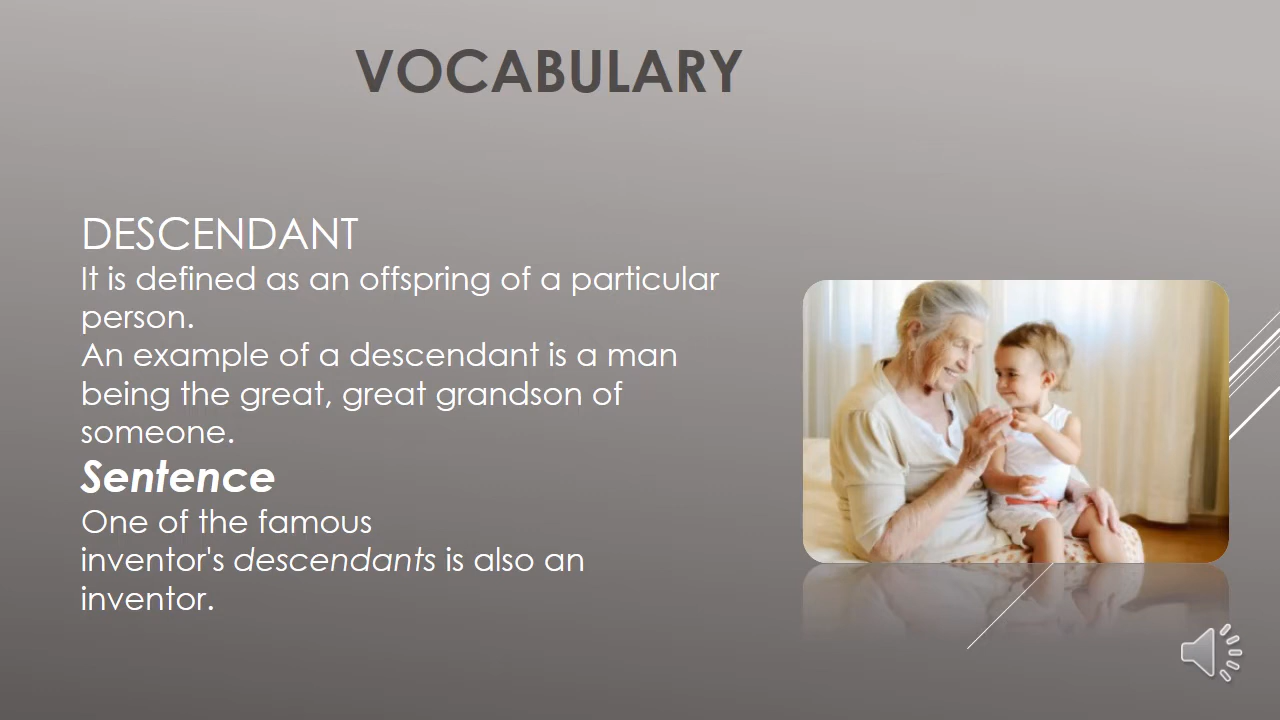 VOCABULARY
DESCENDANT
It is defined as an offspring of a particular
person.
An example of a descendant is a man
being the great, great grandson of
someone.
Sentence
One of the famous
inventor's descendants is also an
inventor.